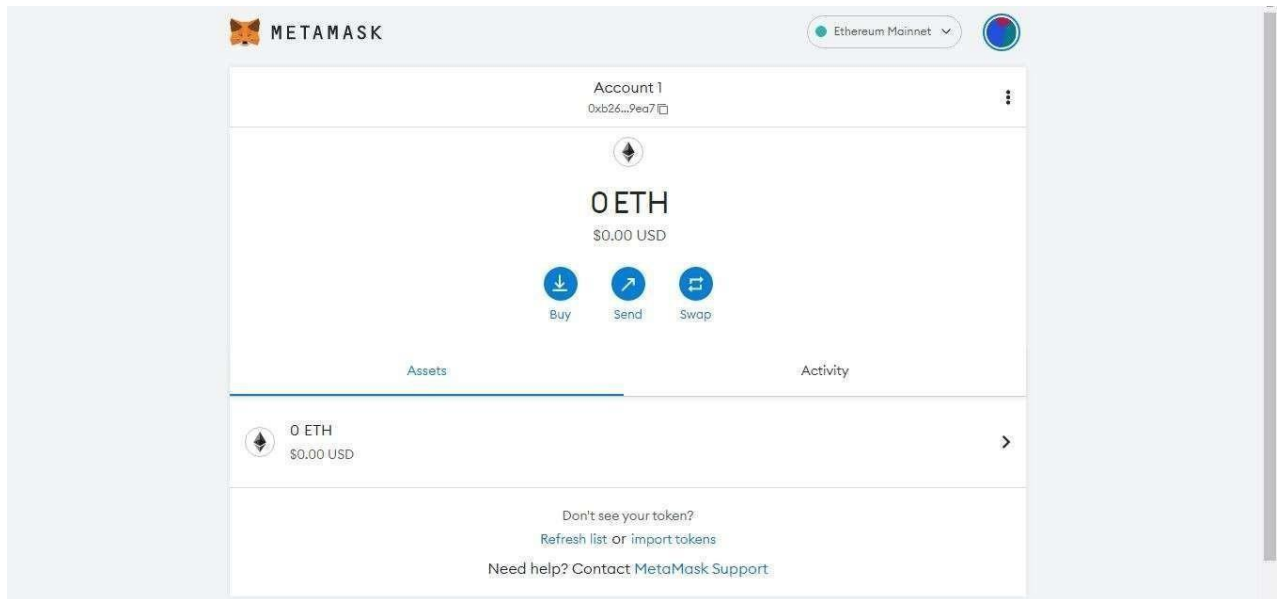 METAMASK
Ethereum Mainnet
Account 1
0xb26...9ea7
0 ETH
$0.00 USD
Buy Send Swap
Assets Activity
0 ETH
$0.00 USD
Don't see your token?
Refresh list or import tokens
Need help? Contact MetaMask Support